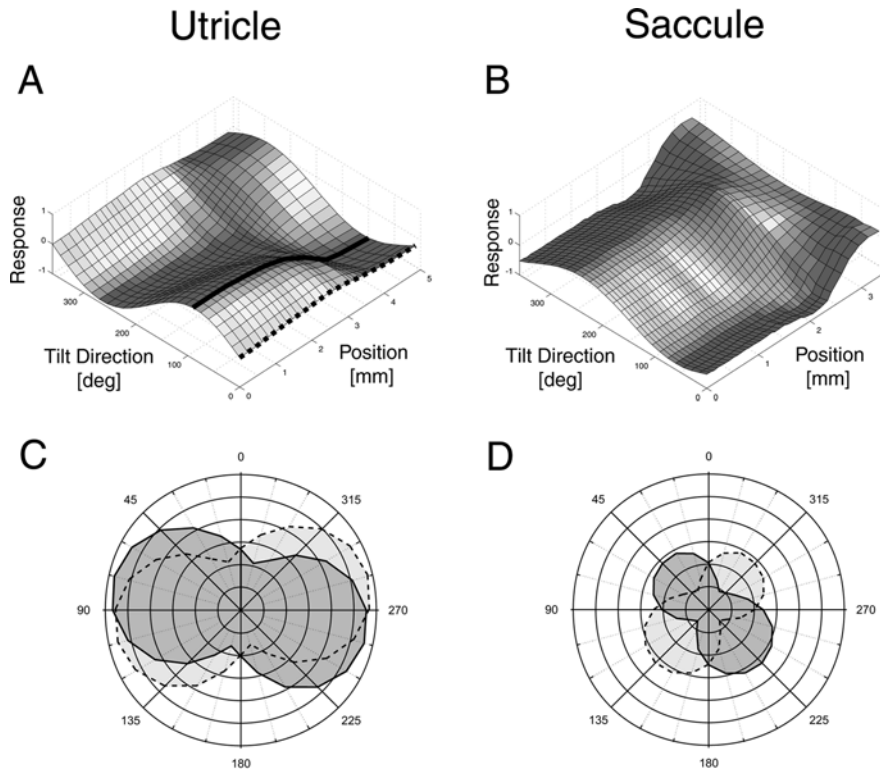 Utricle
Saccule
A
B
Response
1
0
-1
300
200
100
0
Tilt Direction
[deg]
0
1
2
3
4
5
Position
[mm]
Response
1
0
-1
300
200
100
0
Tilt Direction
[deg]
0
1
2
3
Position
[mm]
C
D
0
45
315
90
270
135
225
180
0
45
315
90
270
135
225
180